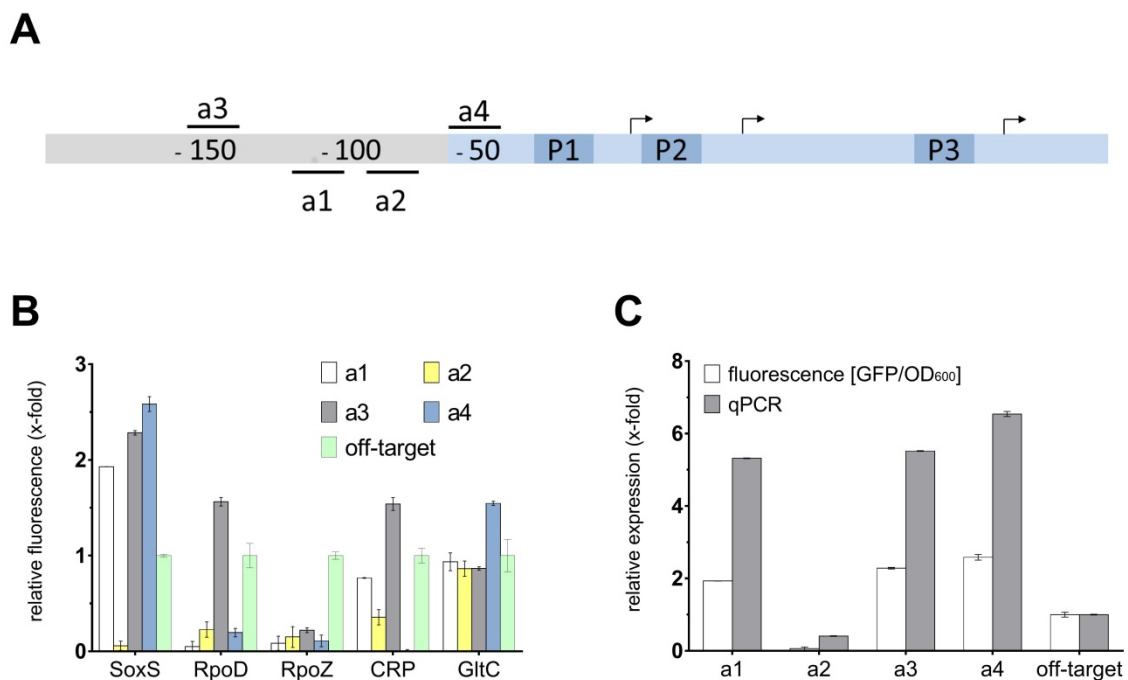 A
a3 a4
- 150 - 100 - 50 P1 P2 P3
a1 a2
B
relative fluorescence (x-fold)
3
2
1
0
a1 a2
a3 a4
off-target
SoxS RpoD RpoZ CRP GltC
C
relative expression (x-fold)
8
6
4
2
0
fluorescence [GFP/OD600]
qPCR
a1 a2 a3 a4 off-target